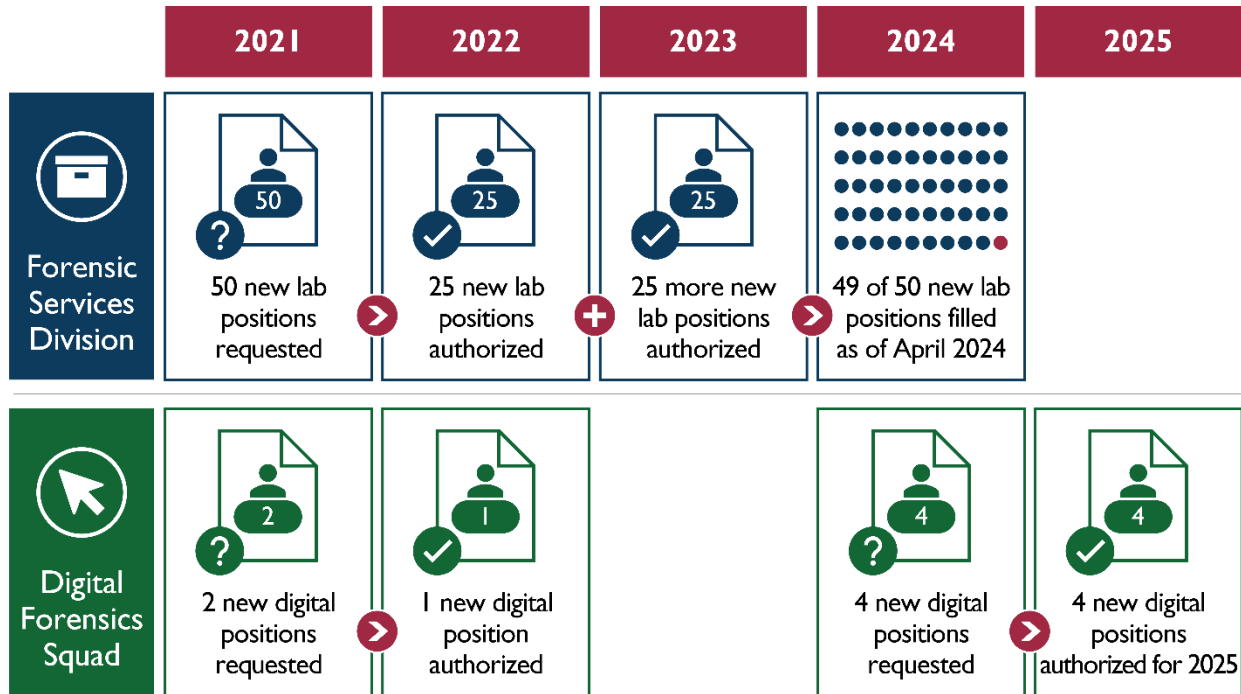 2021
2022
2023
2024
2025
Forensic
Services
Division
50
?
50 new lab
positions
requested
25
25 new lab
positions
authorized
25
25 more new
lab positions
authorized
49 of 50 new lab
positions filled
as of April 2024
Digital
Forensics
Squad
2
?
2 new digital
positions
requested
1
1 new digital
position
authorized
4
?
4 new digital
positions
requested
4
4 new digital
positions
authorized for 2025